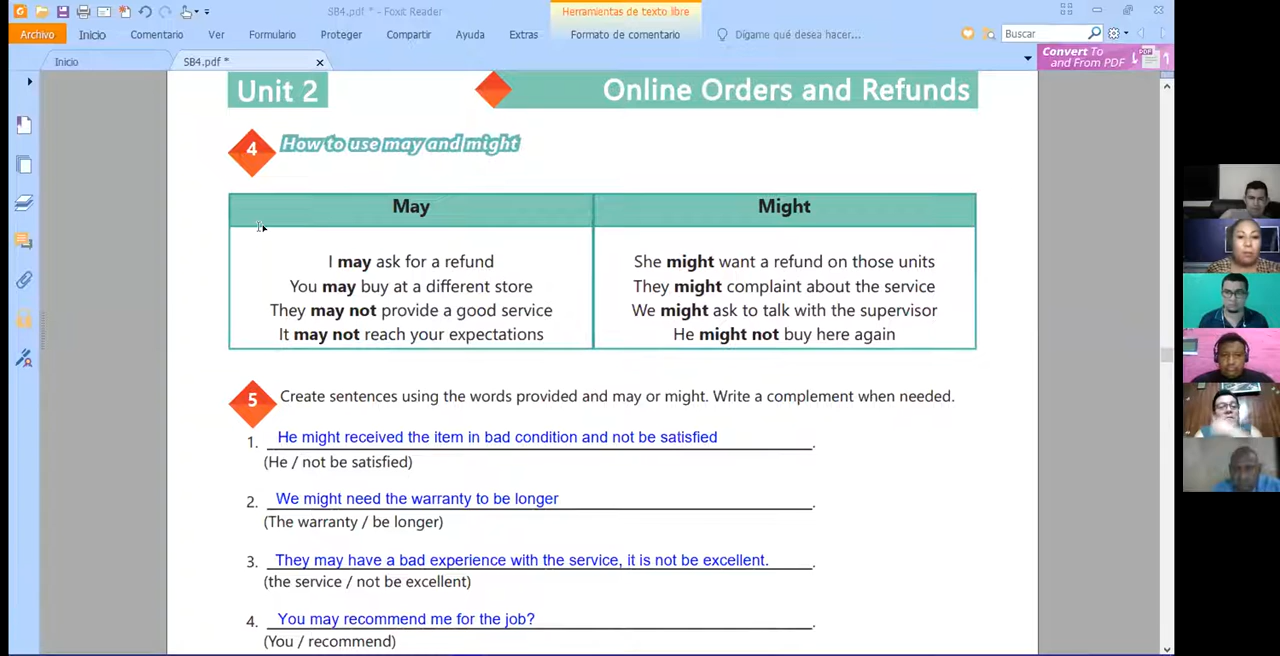 SB4.pdf * - Foxit Reader
Herramientas de texto libre
Archivo Inicio Comentario Ver Formulario Proteger Compartir Ayuda Extras Formato de comentario Dígame qué desea hacer... Buscar
Inicio SB4.pdf *
Convert To
and From PDF
PDF
Unit 2 Online Orders and Refunds
4 How to use may and might
May Might
I may ask for a refund She might want a refund on those units
You may buy at a different store They might complaint about the service
They may not provide a good service We might ask to talk with the supervisor
It may not reach your expectations He might not buy here again
5 Create sentences using the words provided and may or might. Write a complement when needed.
1. He might received the item in bad condition and not be satisfied.
(He / not be satisfied)
2. We might need the warranty to be longer.
(The warranty / be longer)
3. They may have a bad experience with the service, it is not be excellent. .
(the service / not be excellent)
4. You may recommend me for the job? .
(You / recommend)